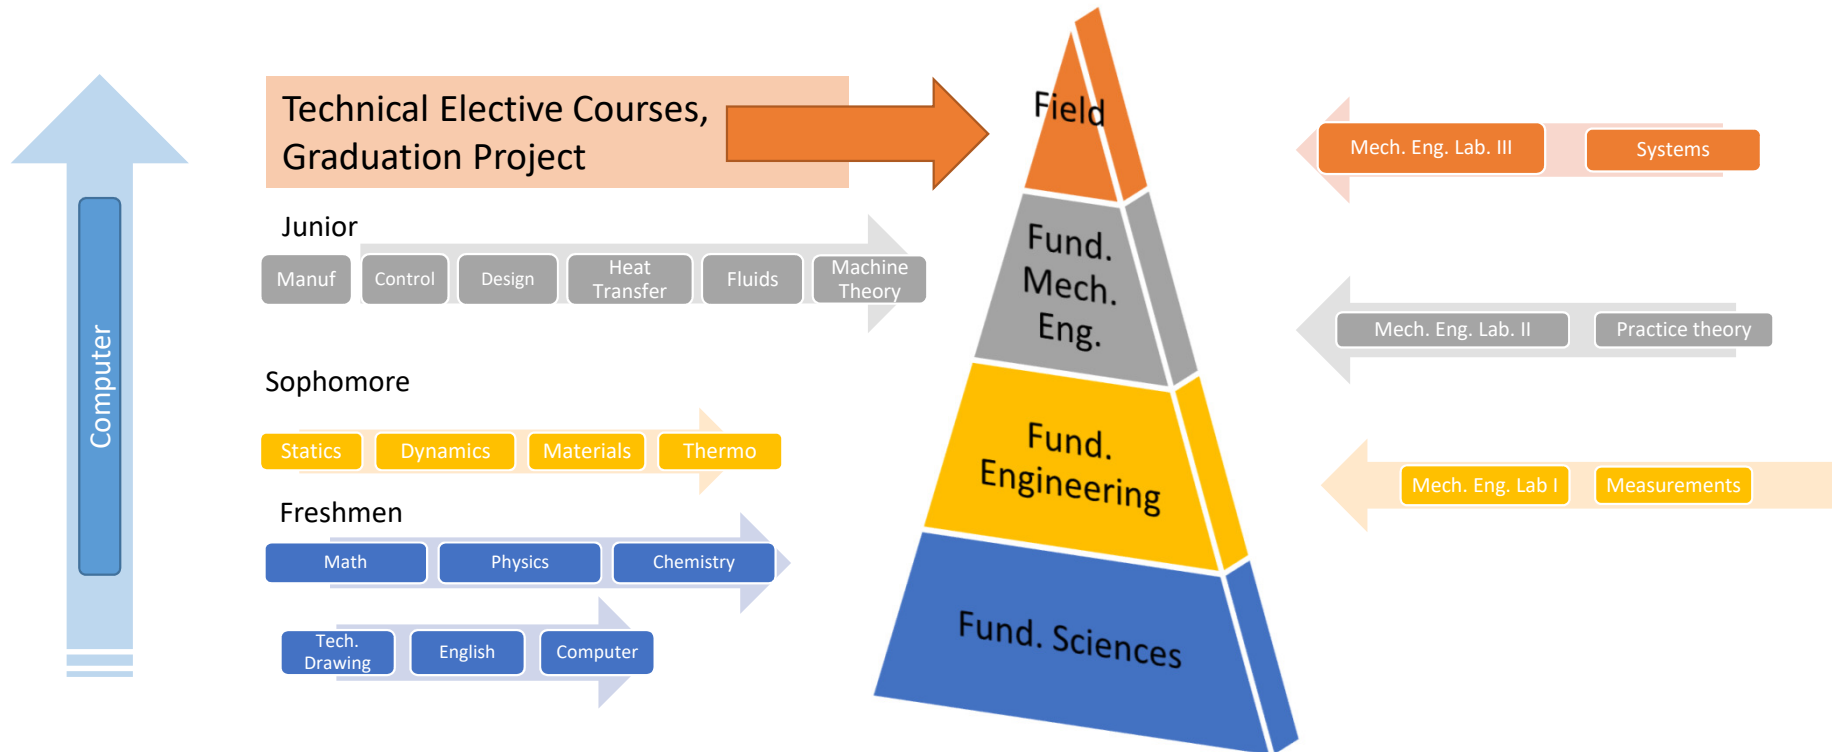 Computer
Technical Elective Courses,
Graduation Project
Junior
Manuf
Control
Design
Heat
Transfer
Fluids
Machine
Theory
Sophomore
Statics
Dynamics
Materials
Thermo
Freshmen
Math
Physics
Chemistry
Tech.
Drawing
English
Computer
Field
Fund.
Mech.
Eng.
Fund.
Engineering
Fund. Sciences
Mech. Eng. Lab. III
Systems
Mech. Eng. Lab. II
Practice theory
Mech. Eng. Lab I
Measurements